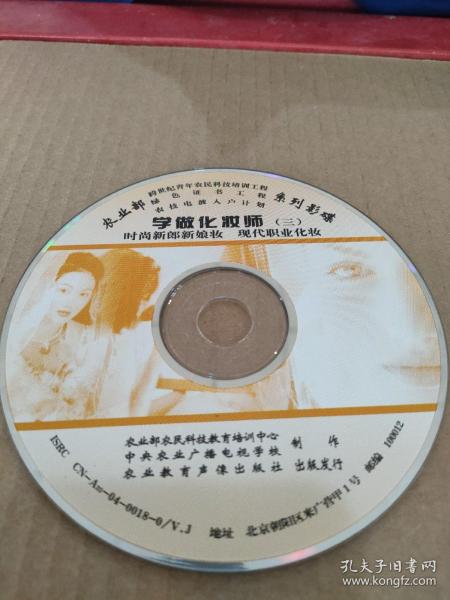 跨世纪青年农民科技培训工程
农业部 绿色证书工程 系列影碟
农技电波入户计划
学做化妆师（三）
时尚新郎新娘妆 现代职业化妆
农业部农民科技教育培训中心
中央农业广播电视学校 制作
农业教育声像出版社 出版发行
ISRC CN-Am-04-0018-0/V.J 地址 北京朝阳区来广营甲1号 邮编 100012
孔夫子旧书网
www.kongfz.com